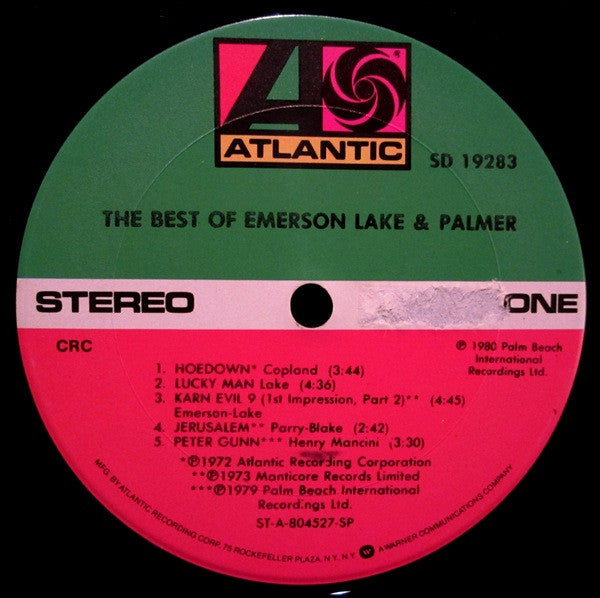 ATLANTIC
SD 19283
THE BEST OF EMERSON LAKE & PALMER
STEREO
ONE
CRC
℗ 1980 Palm Beach
International
Recordings Ltd.
1. HOEDOWN* Copland (3:44)
2. LUCKY MAN Lake (4:36)
3. KARN EVIL 9 (1st Impression, Part 2)** (4:45)
Emerson-Lake
4. JERUSALEM** Parry-Blake (2:42)
5. PETER GUNN*** Henry Mancini (3:30)
*℗1972 Atlantic Recording Corporation
**℗1973 Manticore Records Limited
***℗1979 Palm Beach International
Recordings Ltd.
ST-A-804527-SP
MFG. BY ATLANTIC RECORDING CORP., 75 ROCKEFELLER PLAZA, N.Y., N.Y. A WARNER COMMUNICATIONS COMPANY